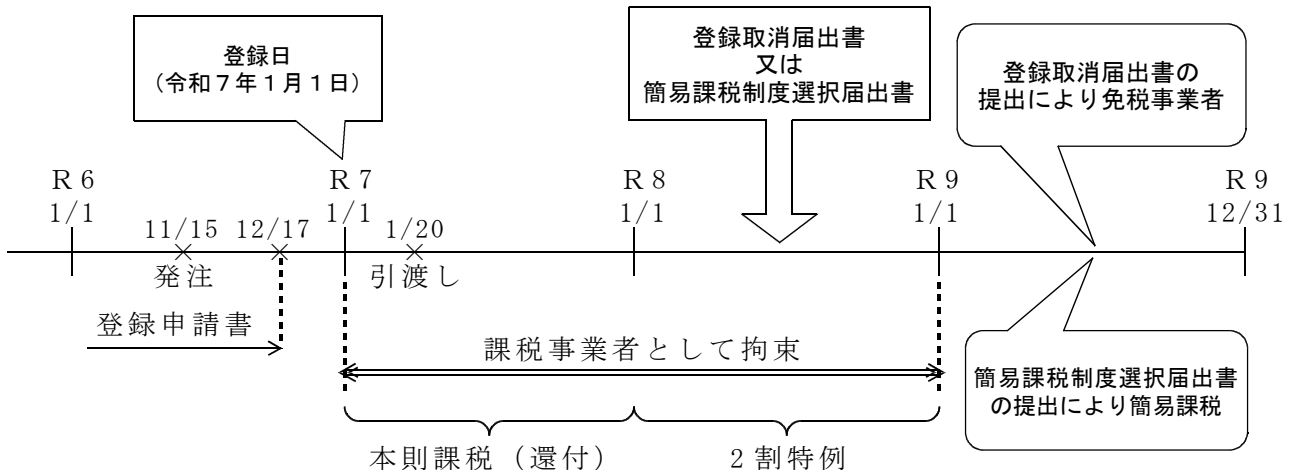 登録日
（令和７年１月１日）
登録取消届出書
又は
簡易課税制度選択届出書
登録取消届出書の
提出により免税事業者
Ｒ６
1/1
Ｒ７
1/1
Ｒ８
1/1
Ｒ９
1/1
Ｒ９
12/31
11/15
12/17
1/20
発注
引渡し
登録申請書
課税事業者として拘束
簡易課税制度選択届出書
の提出により簡易課税
本則課税（還付）
２割特例